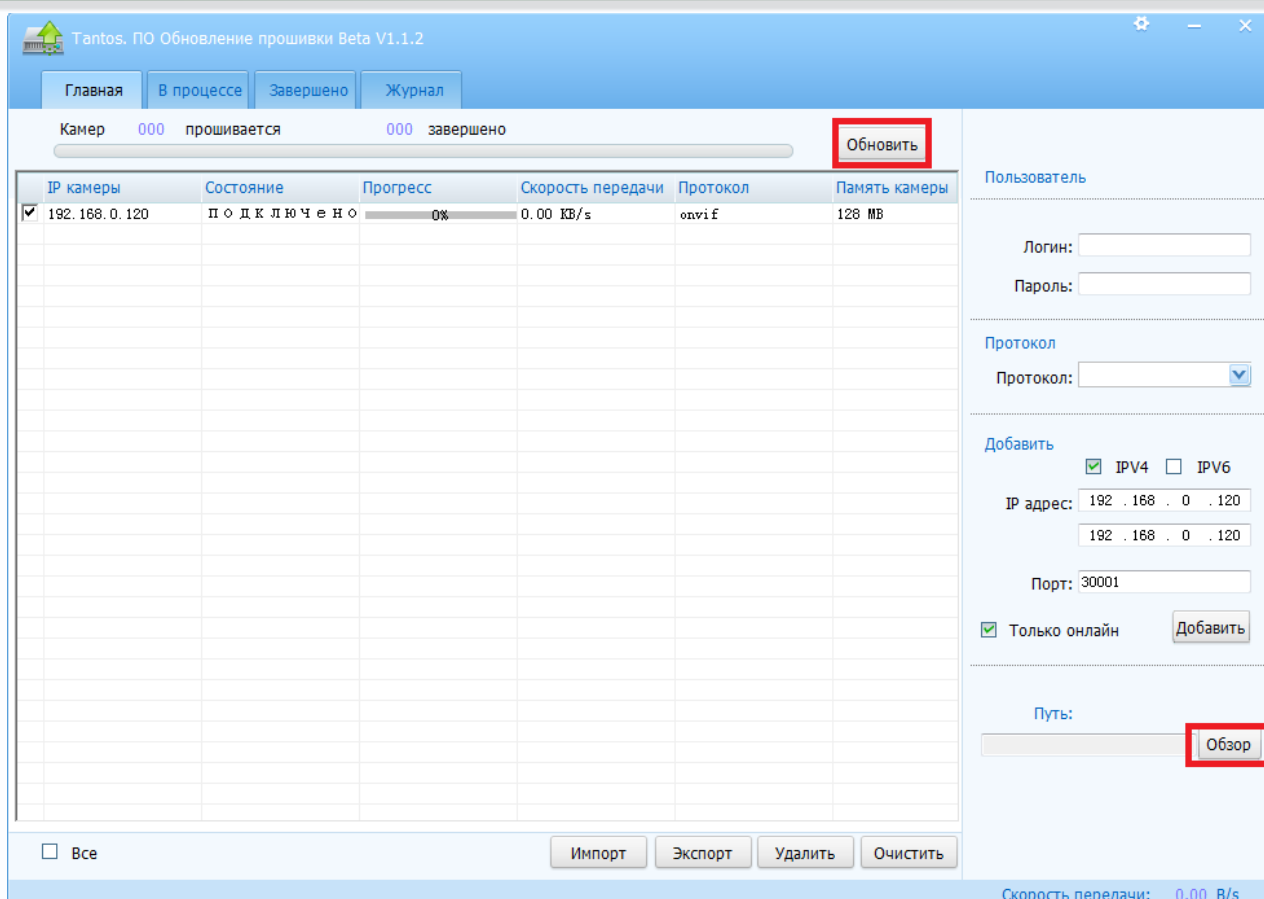 Tantos. ПО Обновление прошивки Beta V1.1.2
Главная В процессе Завершено Журнал
Камер 000 прошивается 000 завершено
Обновить
IP камеры Состояние Прогресс Скорость передачи Протокол Память камеры
192.168.0.120 подключено 0% 0.00 KB/s onvif 128 MB
Пользователь
Логин:
Пароль:
Протокол
Протокол:
Добавить
IPV4 IPV6
IP адрес: 192 . 168 . 0 . 120
192 . 168 . 0 . 120
Порт: 30001
Только онлайн Добавить
Путь:
Обзор
Все Импорт Экспорт Удалить Очистить
Скорость передачи: 0.00 B/s